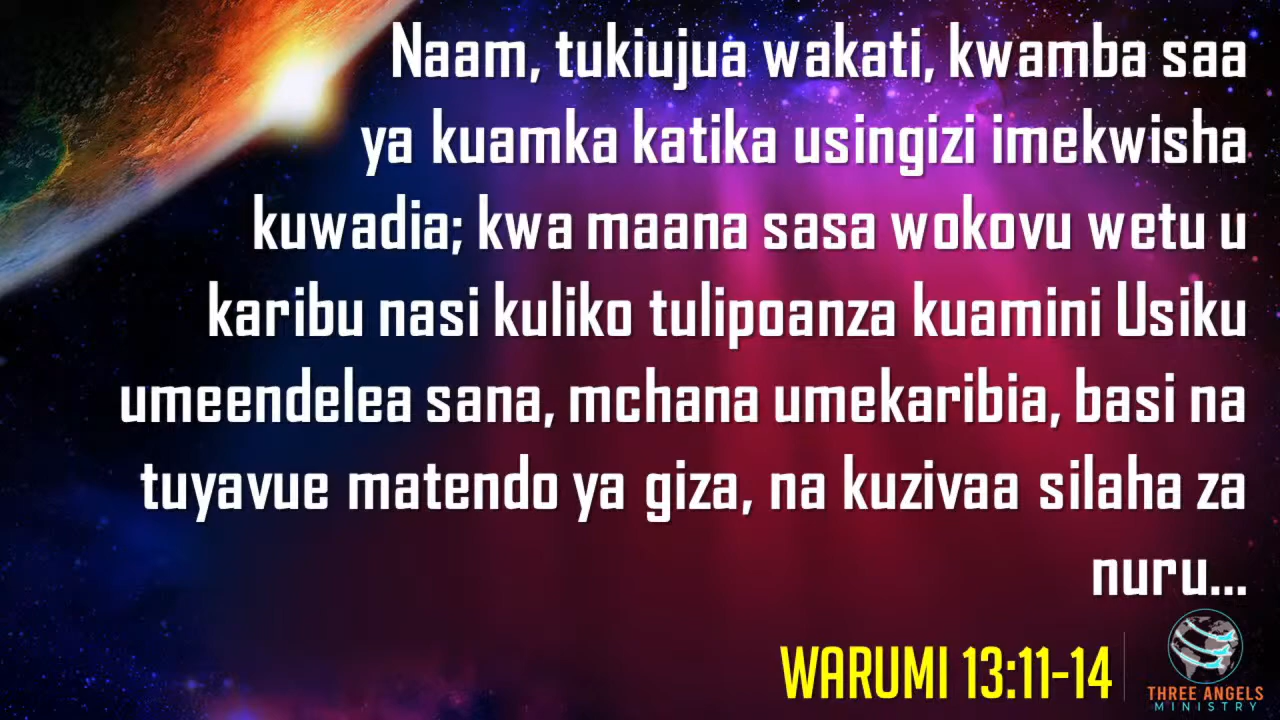 Naam, tukiujua wakati, kwamba saa
ya kuamka katika usingizi imekwisha
kuwadia; kwa maana sasa wokovu wetu u
karibu nasi kuliko tulipoanza kuamini Usiku
umeendelea sana, mchana umekaribia, basi na
tuyavue matendo ya giza, na kuzivaa silaha za
nuru...
WARUMI 13:11-14
THREE ANGELS
MINISTRY